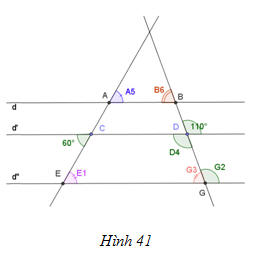 A A5 B6 B
d
d' C D 110°
60° D4
d" E E1 G3 G2
G
Hình 41